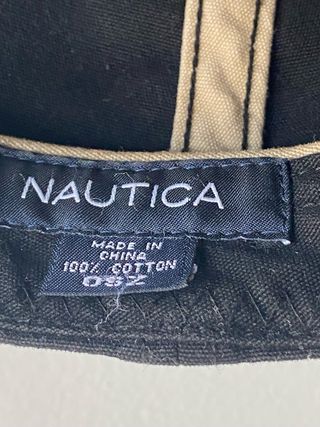 NAUTICA
MADE IN
CHINA
100% COTTON
OSZ